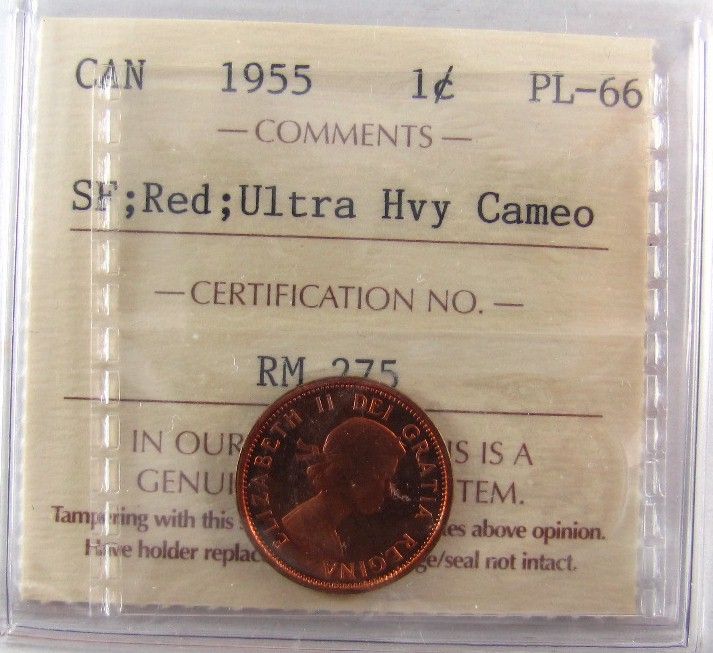 CAN 1955 1¢ PL-66
— COMMENTS —
SF;Red;Ultra Hvy Cameo
— CERTIFICATION NO. —
RM 275
IN OUR IS IS A
GENUI TEM.
Tampering with this es above opinion.
Have holder replac ge/seal not intact.
ELIZABETH II DEI GRATIA REGINA